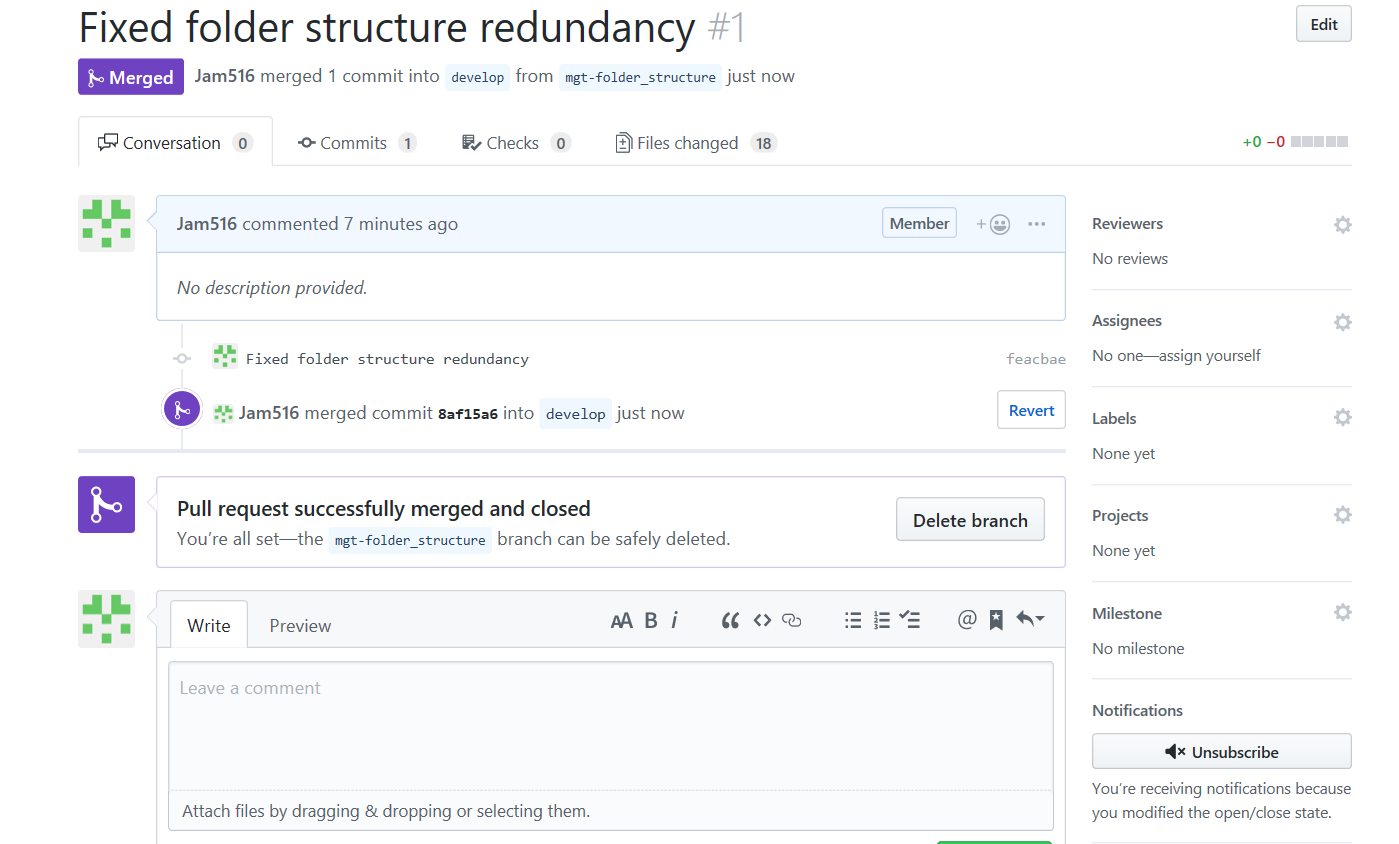 Fixed folder structure redundancy #1
Edit
Merged Jam516 merged 1 commit into develop from mgt-folder_structure just now
Conversation 0 Commits 1 Checks 0 Files changed 18 +0 −0
Jam516 commented 7 minutes ago Member
No description provided.
Fixed folder structure redundancy feacbae
Jam516 merged commit 8af15a6 into develop just now Revert
Pull request successfully merged and closed
You’re all set—the mgt-folder_structure branch can be safely deleted.
Delete branch
Write Preview
Leave a comment
Attach files by dragging & dropping or selecting them.
Reviewers
No reviews
Assignees
No one—assign yourself
Labels
None yet
Projects
None yet
Milestone
No milestone
Notifications
Unsubscribe
You’re receiving notifications because
you modified the open/close state.